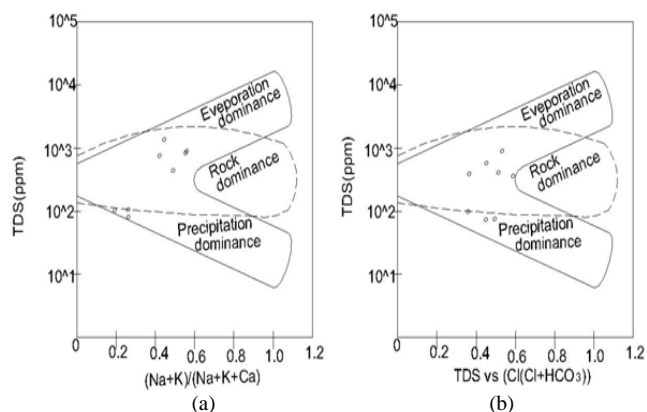 10^5
10^4
10^3
10^2
10^1
TDS(ppm)
Eveporation
dominance
Rock
dominance
Precipitation
dominance
0.2 0.4 0.6 0.8 1.0 1.2
0
(Na+K)/(Na+K+Ca)
(a)
10^5
10^4
10^3
10^2
10^1
TDS(ppm)
Eveporation
dominance
Rock
dominance
Precipitation
dominance
0 0.2 0.4 0.6 0.8 1.0 1.2
TDS vs (Cl(Cl+HCO₃))
(b)